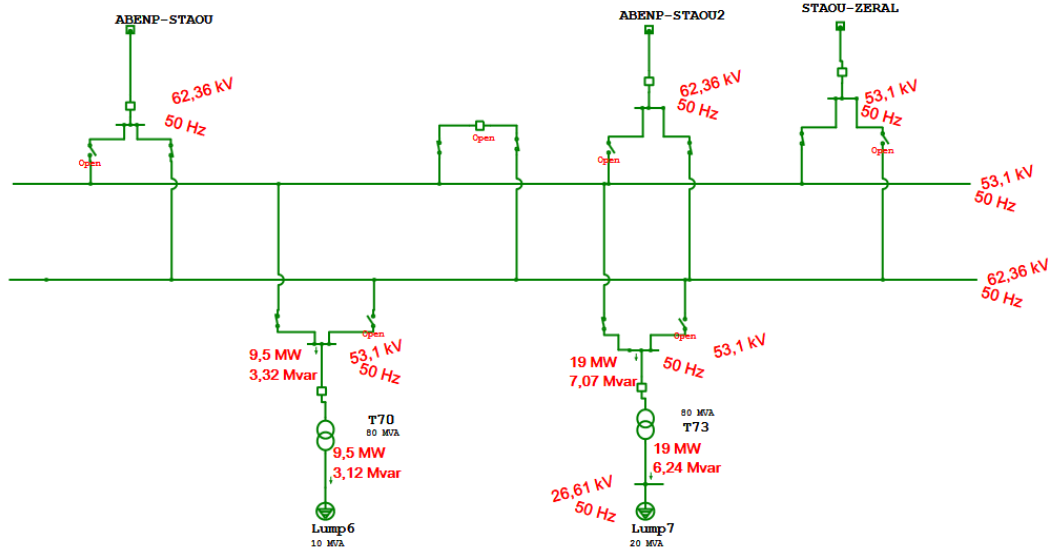 ABENP-STAOU
ABENP-STAOU2
STAOU-ZERAL
62,36 kV
50 Hz
62,36 kV
50 Hz
53,1 kV
50 Hz
Open
Open
Open
Open
53,1 kV
50 Hz
62,36 kV
50 Hz
Open
Open
9,5 MW
3,32 Mvar
53,1 kV
50 Hz
19 MW
7,07 Mvar
50 Hz
53,1 kV
T70
80 MVA
80 MVA
T73
9,5 MW
3,12 Mvar
19 MW
6,24 Mvar
26,61 kV
50 Hz
Lump6
10 MVA
Lump7
20 MVA